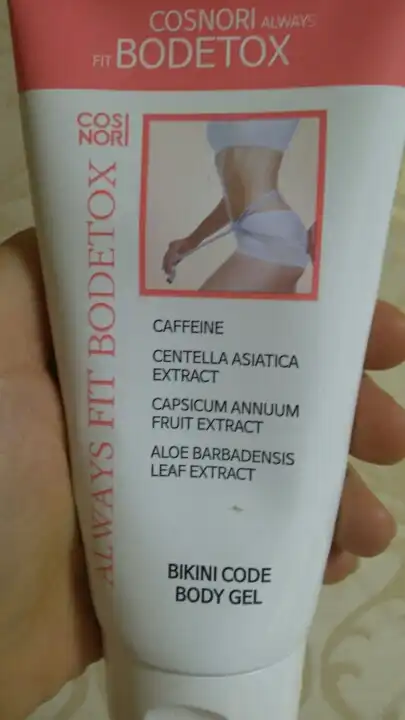 COSNORI ALWAYS
FIT BODETOX
COS
NORI
ALWAYS FIT BODETOX
CAFFEINE
CENTELLA ASIATICA
EXTRACT
CAPSICUM ANNUUM
FRUIT EXTRACT
ALOE BARBADENSIS
LEAF EXTRACT
BIKINI CODE
BODY GEL